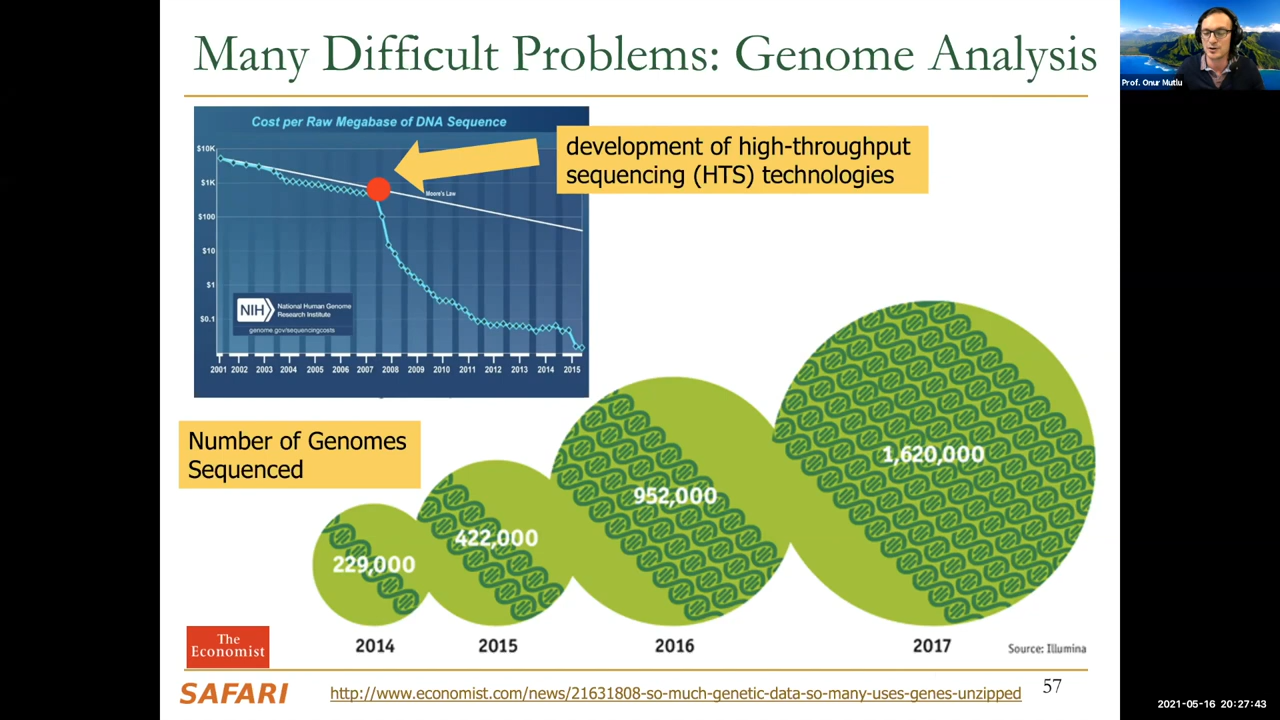 Many Difficult Problems: Genome Analysis
Prof. Onur Mutlu
Cost per Raw Megabase of DNA Sequence
development of high-throughput
sequencing (HTS) technologies
$10K
$1K
$100
$10
$1
$0.1
Moore's Law
NIH
National Human Genome
Research Institute
genome.gov/sequencingcosts
2001 2002 2003 2004 2005 2006 2007 2008 2009 2010 2011 2012 2013 2014 2015
Number of Genomes
Sequenced
229,000
422,000
952,000
1,620,000
2014 2015 2016 2017
Source: Illumina
The
Economist
SAFARI
http://www.economist.com/news/21631808-so-much-genetic-data-so-many-uses-genes-unzipped
57
2021-05-16 20:27:43